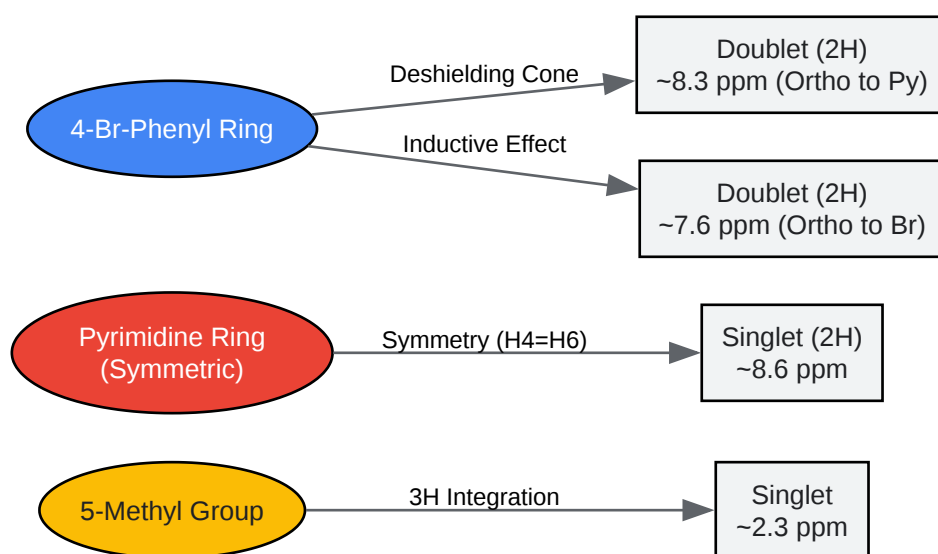 4-Br-Phenyl Ring
Deshielding Cone
Doublet (2H)
~8.3 ppm (Ortho to Py)
Inductive Effect
Doublet (2H)
~7.6 ppm (Ortho to Br)
Pyrimidine Ring
(Symmetric)
Symmetry (H4=H6)
Singlet (2H)
~8.6 ppm
5-Methyl Group
3H Integration
Singlet
~2.3 ppm